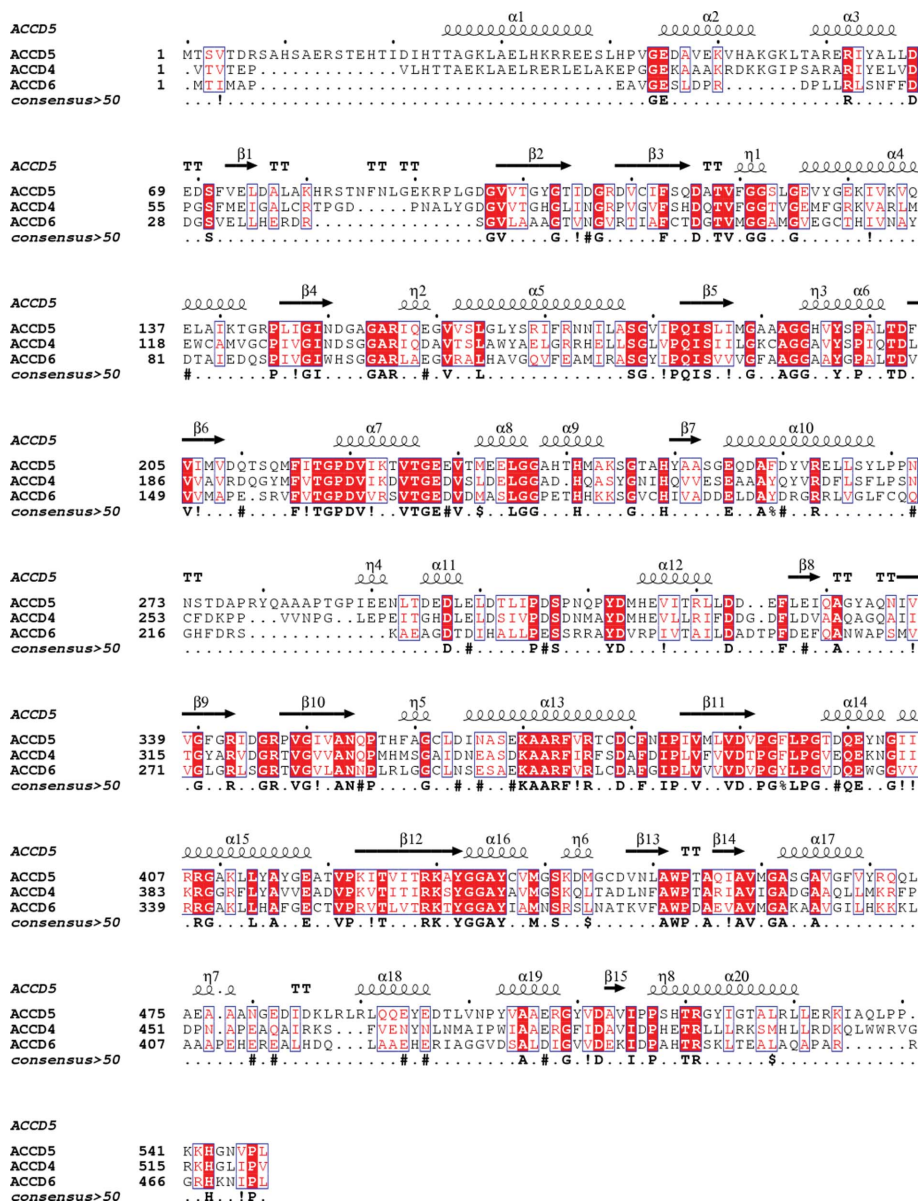 α1 α2 α3
ACCD5
ACCD5 1 MTSVTDRSAHSAERSTEHTIDIHTTAGKLAELHKRREESLHPVGEDAVEKVHAKGKLTARERIYALLD
ACCD4 1 .VTVTEP............VLHTTAEKLAELRERLELAKEPGGEKAAAKRDKKGIPSARARIYELVD
ACCD6 1 MTIMAP..........................EAVGESLDPR...........DPLLRLSNFFD
consensus>50 ...!.......................................GE................R.....D
β1 β2 β3 η1 α4
ACCD5 TT TT TT TT TT
ACCD5 69 EDSFVELDALAKHRSTNFNLGEKRPLGDGVVTGYGTIDGRDVCIFSQDATVFGGSLGEVYGEKIVKVQ
ACCD4 55 PGSFMEIGALCRTPGD....PNALYGDGVVTGHGLINGRPVGVFSHDQTVFGGTVGEMFGRKVARLM
ACCD6 28 DGSVELLHERDR...........SGVLAAAGTVNGVRTIAFCTDGTVMGGAMGVEGCTHIVNAY
consensus>50 ..S.........................GV...G.!#G....F..D.TV.GG..G.......!...
β4 η2 α5 β5 η3 α6
ACCD5
ACCD5 137 ELAIKTGRPLIGINDGAGARIQEGVVSLGLYSRIFRNNILASGVIPQISLIMGAAAGGHVYSPALTDF
ACCD4 118 EWCAMVGCPIVGINDSGGARIQDAVTSLAWYAELGRRHELLSGLVPQISIILGKCAGGAVYSPIQTDL
ACCD6 81 DTAIEDQSPIVGIWHSGGARLAEGVRALHAVGQVFEAMIRASGYIPQISVVVGFAAGGAAYGPALTDV
consensus>50 #.......P.!GI....GAR..#.V..L............SG.!PQIS.!.G..AGG..Y.P..TD.
β6 α7 α8 α9 β7 α10
ACCD5
ACCD5 205 VIMVDQTSQMFITGPDVIKTVTGEEVTMEELGGAHTHMAKSGTAHYAASGEQDAFDYVRELLSYLPPN
ACCD4 186 VVAVRDQGYMFVTGPDVIKDVTGEDVSLDELGGAD.HQASYGNIHQVVESEAAAYQYVRDFLSFLPSN
ACCD6 149 VVMAPE.SRVFVTGPDVVRSVTGEDVDMASLGGPETHHKKSGVCHIVADDELDAYDRGRRLVGLFCQQ
consensus>50 V!...#....F!TGPDV!..VTGE#V.$..LGG...H....G..H.....E..A%#..R........#
η4 α11 α12 β8
ACCD5 TT TT TT
ACCD5 273 NSTDAPRYQAAAPTGPIEENLTDEDLELDTLIPDSPNQPYDMHEVITRLLDD..EFLEIQAGYAQNIV
ACCD4 253 CFDKPP..VVNPG..LEPEITGHDLELDSIVPDSDNMAYDMHEVLLRIFDDG.DFLDVAAQAGQAII
ACCD6 216 GHFDRS...........KAEAGDTDIHALLPESSRRAYDVRPIVTAILDADTPFDEFQANWAPSMV
consensus>50 ........................D.#.....P#S....YD.....!....D....F..#.A......!
β9 β10 η5 α13 β11 α14
ACCD5
ACCD5 339 VGFGRIDGRPVGIVANQPTHFAGCLDINASEKAARFVRTCDCFNIPIVMLVDVPGFLPGTDQEYNGII
ACCD4 315 TGYARVDGRTVGVVANQPMHMSGAIDNEASDKAARFIRFSDAFDIPLVFVVDTPGFLPGVEQEKNGII
ACCD6 271 VGLGRLSGRTVGVLANNPLRLGGCLNSESAEKAARFVRLCDAFGIPLVVVVDVPGYLPGVDQEWGGVV
consensus>50 .G..R..GR.VG!.AN#P....G..#..#.#KAARF!R..D.F.IP.V..VD.PG%LPG.#QE..G!!
α15 β12 α16 η6 β13 β14 α17
ACCD5 TT
ACCD5 407 RRGAKLLYAYGEATVPKITVITRKAYGGAYCVMGSKDMGCDVNLAWPTAQIAVMGASGAVGFVYRQQL
ACCD4 383 KRGGRFLYAVVEADVPKVTITIRKSYGGAYAVMGSKQLTADLNFAWPTARIAVIGADGAAQLLMKRFP
ACCD6 339 RRGAKLLHAFGECTVPRVTLVTRKTYGGAYIAMNSRSLNATKVFAWPDAEVAVMGAKAAVGILHKKKL
consensus>50 .RG...L.A..E..VP.!T..RK.YGGAY..M.S..$.......AWP.A.!AV.GA..A.........
η7 α18 α19 β15 η8 α20
ACCD5 TT
ACCD5 475 AEA.AANGEDIDKLRLRLQQEYEDTLVNPYVAAERGYVDAVIPPSHTRGYIGTALRLLERKIAQLPP.
ACCD4 451 DPN.APEAQAIRKS...FVENYNLNMAIPWIAAERGFIDAVIDPHETRLLLRKSMHLLRDKQLWWRVG
ACCD6 407 AAAPEHEREALHDQ...LAAEHERIAGGVDSALDIGVVDEKIDPAHTRSKLTEALAQAPAR......R
consensus>50 .......#.#...........#.#........A.#.G.!D..I.P..TR......$............
ACCD5
ACCD5 541 KKHGNVPL
ACCD4 515 RKHGLIPV
ACCD6 466 GRHKNIPL
consensus>50 ..H..!P.